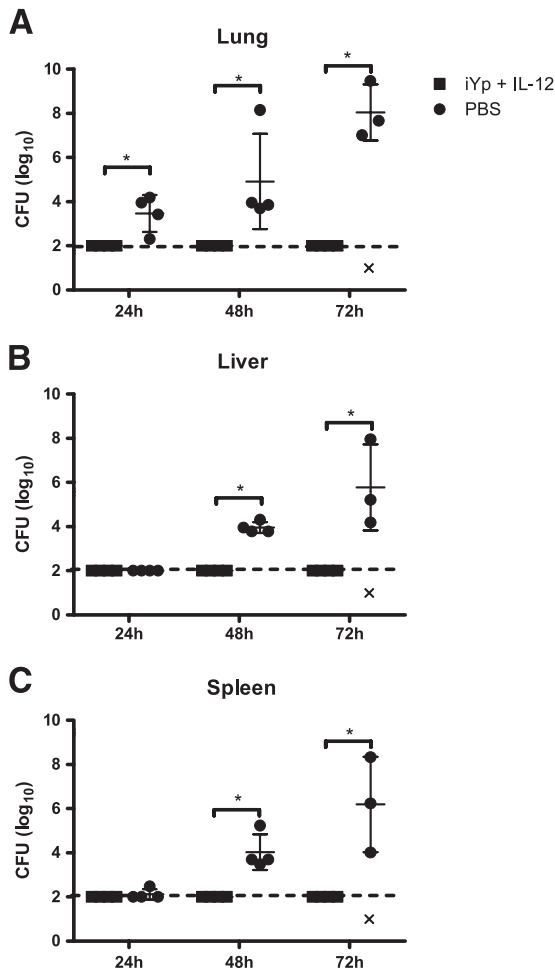 A
Lung
CFU (log10)
10
8
6
4
2
0
*
*
*
×
24h 48h 72h
iYp + IL-12
PBS
B
Liver
CFU (log10)
10
8
6
4
2
0
*
*
×
24h 48h 72h
C
Spleen
CFU (log10)
10
8
6
4
2
0
*
*
×
24h 48h 72h